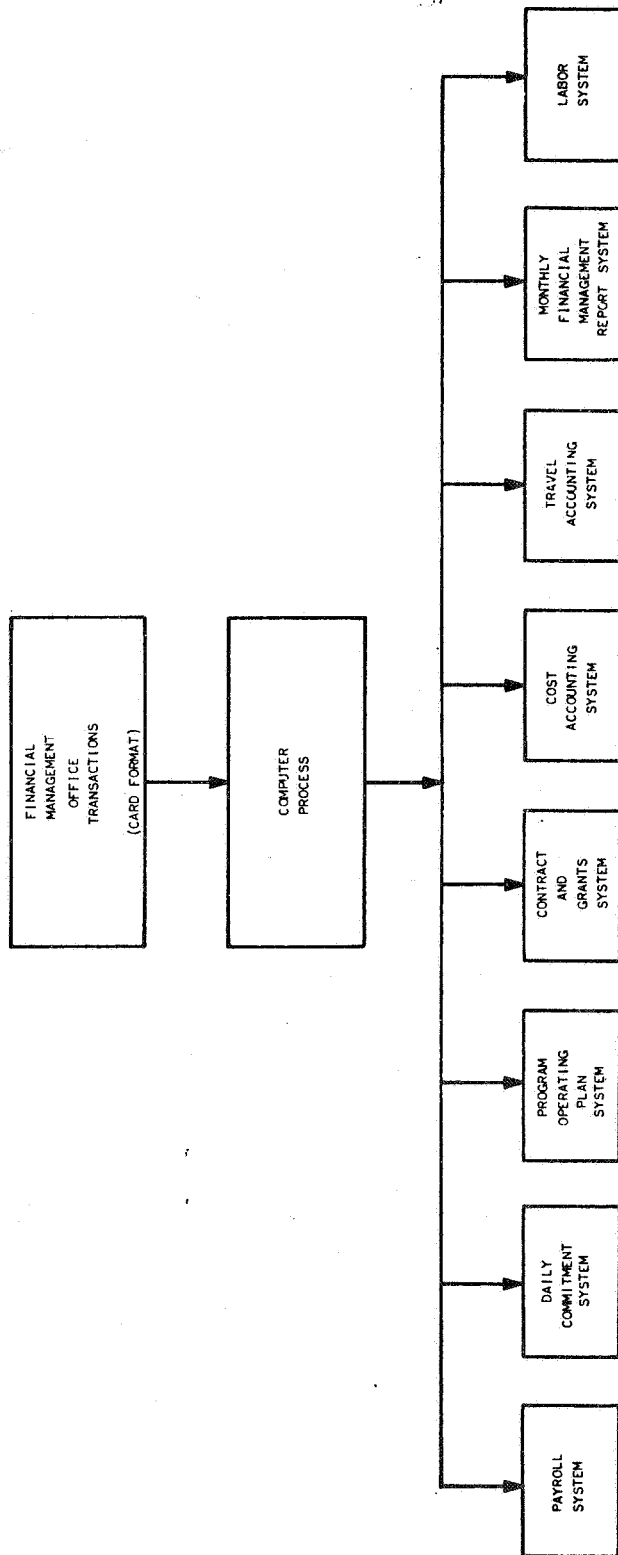 FINANCIAL
MANAGEMENT
OFFICE
TRANSACTIONS
(CARD FORMAT)
COMPUTER
PROCESS
PAYROLL
SYSTEM
DAILY
COMMITMENT
SYSTEM
PROGRAM
OPERATING
PLAN
SYSTEM
CONTRACT
AND
GRANTS
SYSTEM
COST
ACCOUNTING
SYSTEM
TRAVEL
ACCOUNTING
SYSTEM
MONTHLY
FINANCIAL
MANAGEMENT
REPORT SYSTEM
LABOR
SYSTEM